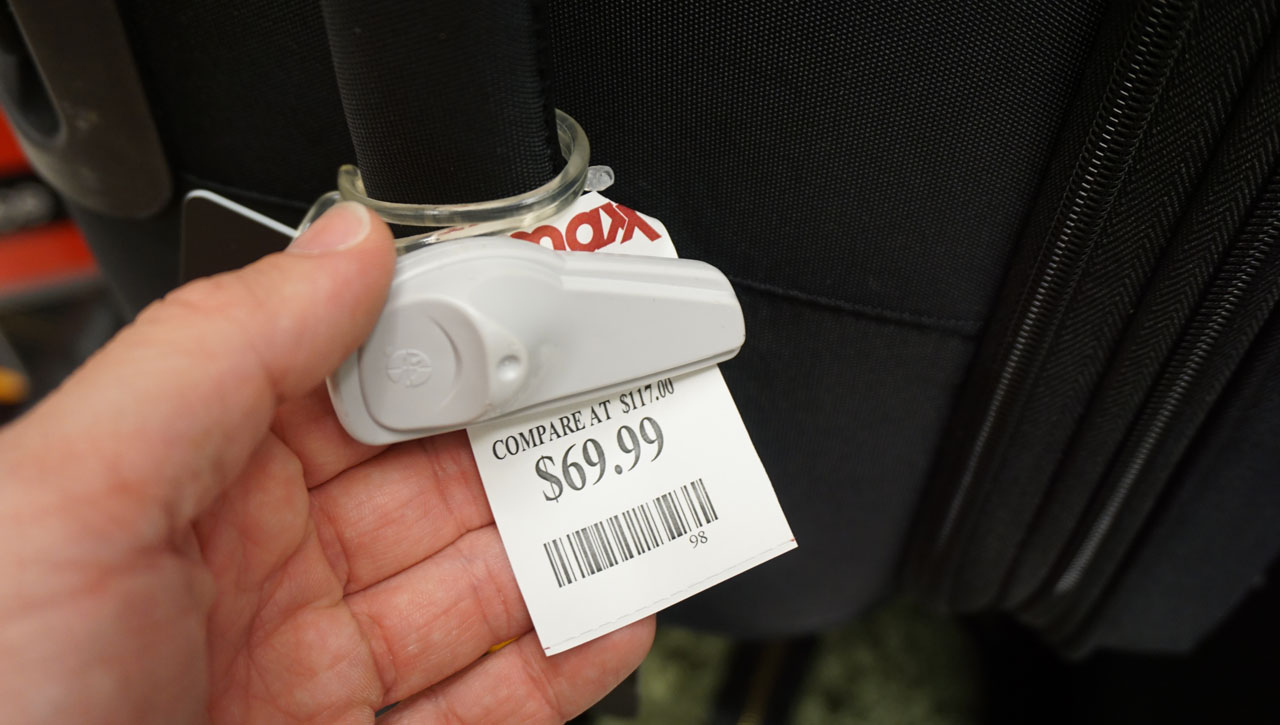 maxx
COMPARE AT $117.00
$69.99
98